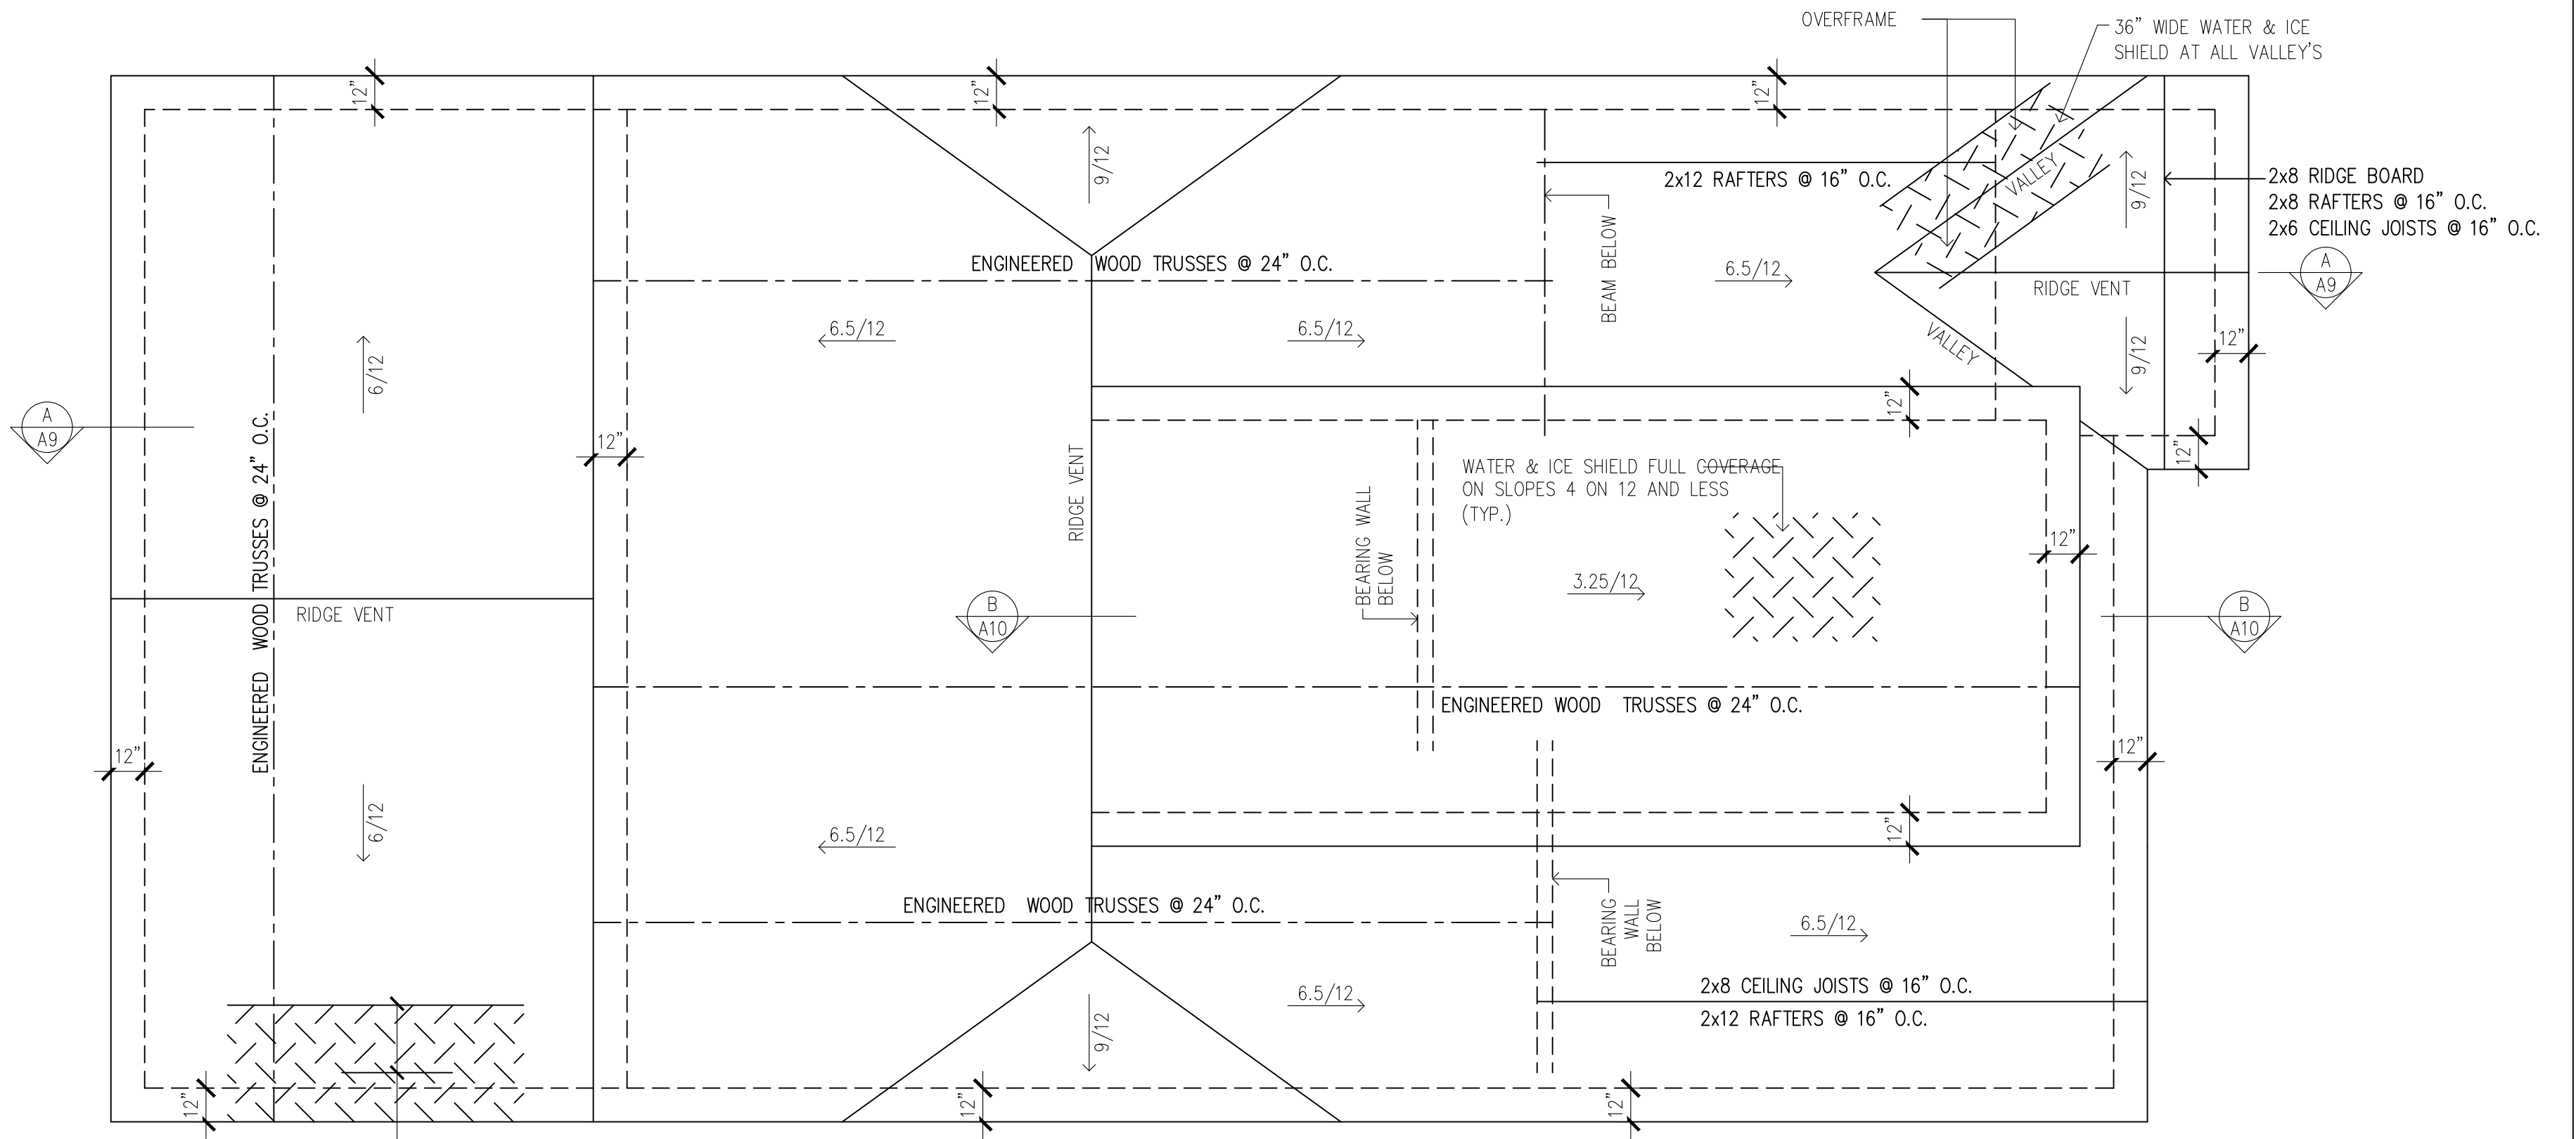 OVERFRAME
36" WIDE WATER & ICE
SHIELD AT ALL VALLEY'S
12"
12"
12"
9/12
2x12 RAFTERS @ 16" O.C.
VALLEY
9/12
2x8 RIDGE BOARD
2x8 RAFTERS @ 16" O.C.
2x6 CEILING JOISTS @ 16" O.C.
ENGINEERED WOOD TRUSSES @ 24" O.C.
BEAM BELOW
6.5/12
RIDGE VENT
A
A9
6/12
6.5/12
6.5/12
VALLEY
9/12
12"
A
A9
ENGINEERED WOOD TRUSSES @ 24" O.C.
12"
12"
12"
RIDGE VENT
BEARING WALL
BELOW
WATER & ICE SHIELD FULL COVERAGE
ON SLOPES 4 ON 12 AND LESS
(TYP.)
12"
3.25/12
RIDGE VENT
B
A10
B
A10
ENGINEERED WOOD TRUSSES @ 24" O.C.
12"
12"
6/12
6.5/12
12"
ENGINEERED WOOD TRUSSES @ 24" O.C.
BEARING
WALL
BELOW
6.5/12
6.5/12
2x8 CEILING JOISTS @ 16" O.C.
2x12 RAFTERS @ 16" O.C.
9/12
12"
12"
12"